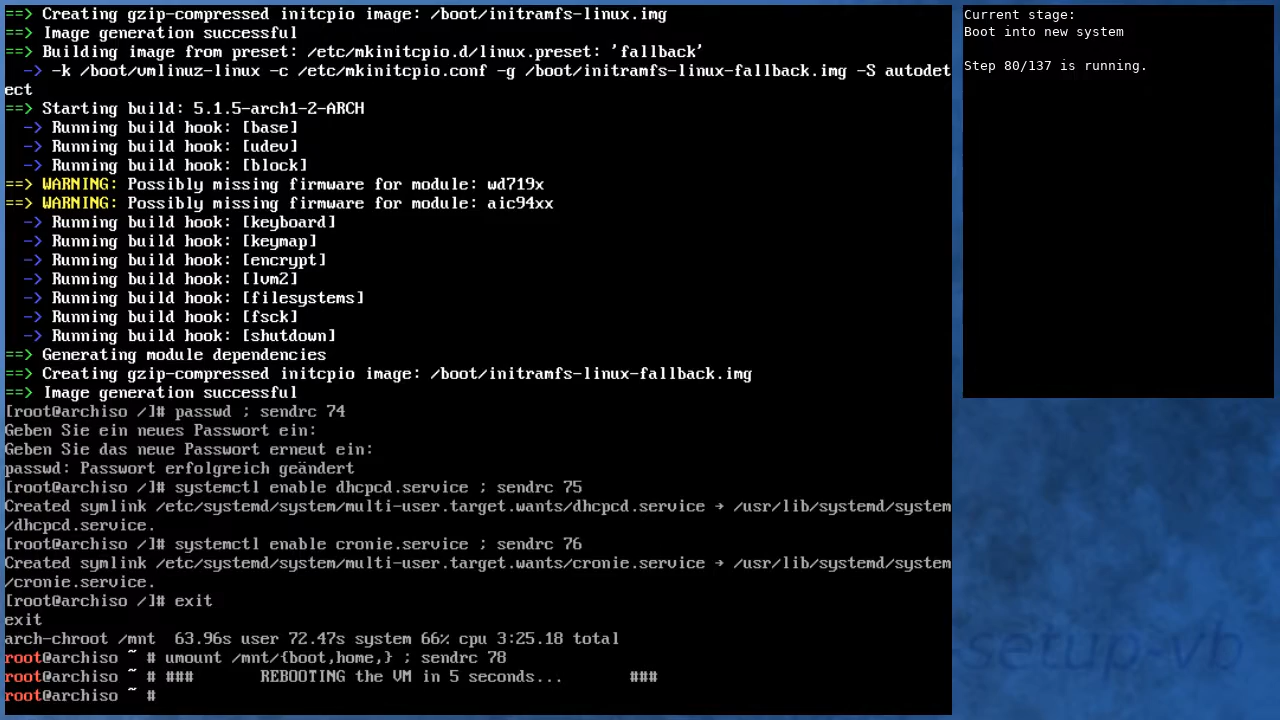 ==> Creating gzip-compressed initcpio image: /boot/initramfs-linux.img
==> Image generation successful
==> Building image from preset: /etc/mkinitcpio.d/linux.preset: 'fallback'
  -> -k /boot/vmlinuz-linux -c /etc/mkinitcpio.conf -g /boot/initramfs-linux-fallback.img -S autodet
ect
==> Starting build: 5.1.5-arch1-2-ARCH
  -> Running build hook: [base]
  -> Running build hook: [udev]
  -> Running build hook: [block]
==> WARNING: Possibly missing firmware for module: wd719x
==> WARNING: Possibly missing firmware for module: aic94xx
  -> Running build hook: [keyboard]
  -> Running build hook: [keymap]
  -> Running build hook: [encrypt]
  -> Running build hook: [lvm2]
  -> Running build hook: [filesystems]
  -> Running build hook: [fsck]
  -> Running build hook: [shutdown]
==> Generating module dependencies
==> Creating gzip-compressed initcpio image: /boot/initramfs-linux-fallback.img
==> Image generation successful
[root@archiso /]# passwd ; sendrc 74
Geben Sie ein neues Passwort ein:
Geben Sie das neue Passwort erneut ein:
passwd: Passwort erfolgreich geändert
[root@archiso /]# systemctl enable dhcpcd.service ; sendrc 75
Created symlink /etc/systemd/system/multi-user.target.wants/dhcpcd.service → /usr/lib/systemd/system
/dhcpcd.service.
[root@archiso /]# systemctl enable cronie.service ; sendrc 76
Created symlink /etc/systemd/system/multi-user.target.wants/cronie.service → /usr/lib/systemd/system
/cronie.service.
[root@archiso /]# exit
exit
arch-chroot /mnt  63.96s user 72.47s system 66% cpu 3:25.18 total
root@archiso ~ # umount /mnt/{boot,home,} ; sendrc 78
root@archiso ~ # ###       REBOOTING the VM in 5 seconds...       ###
root@archiso ~ #
Current stage:
Boot into new system
Step 80/137 is running.
-setup-vb